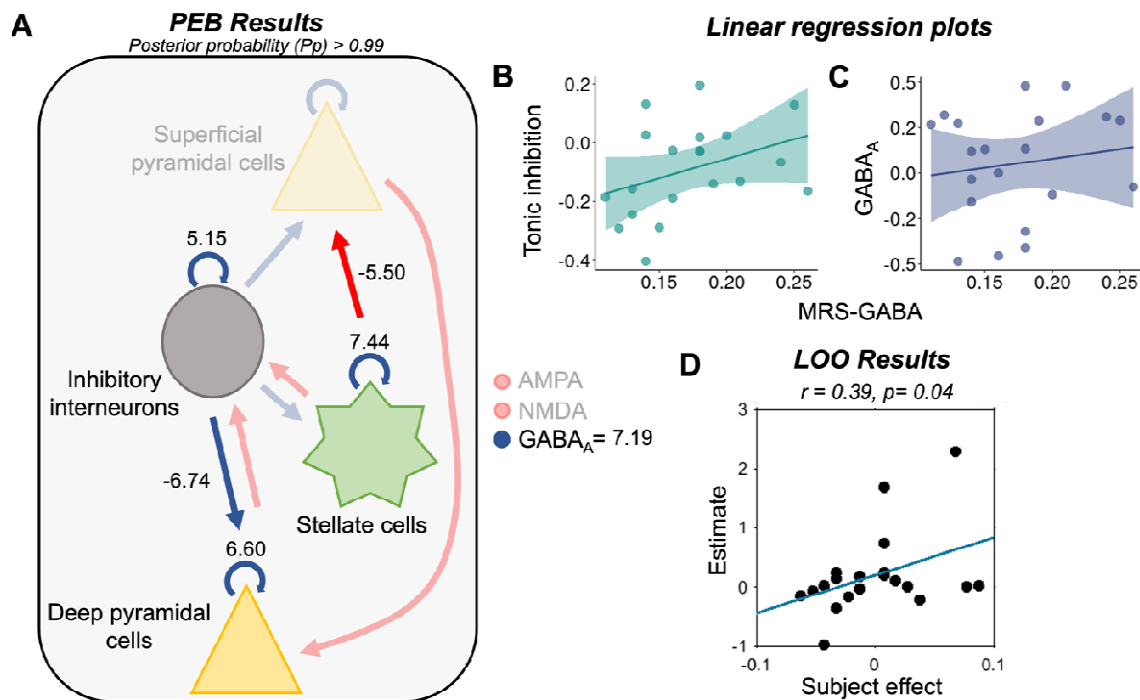 A
PEB Results
Posterior probability (Pp) > 0.99
Superficial
pyramidal cells
5.15
-5.50
7.44
Inhibitory
interneurons
-6.74
Stellate cells
6.60
Deep pyramidal
cells
AMPA
NMDA
GABAA= 7.19
Linear regression plots
B
Tonic inhibition
0.2
0.0
-0.2
-0.4
0.15
0.20
0.25
C
GABAA
0.5
0.2
0.0
-0.2
-0.5
0.15
0.20
0.25
MRS-GABA
D
LOO Results
r = 0.39, p= 0.04
Estimate
3
2
1
0
-1
-0.1
0
0.1
Subject effect